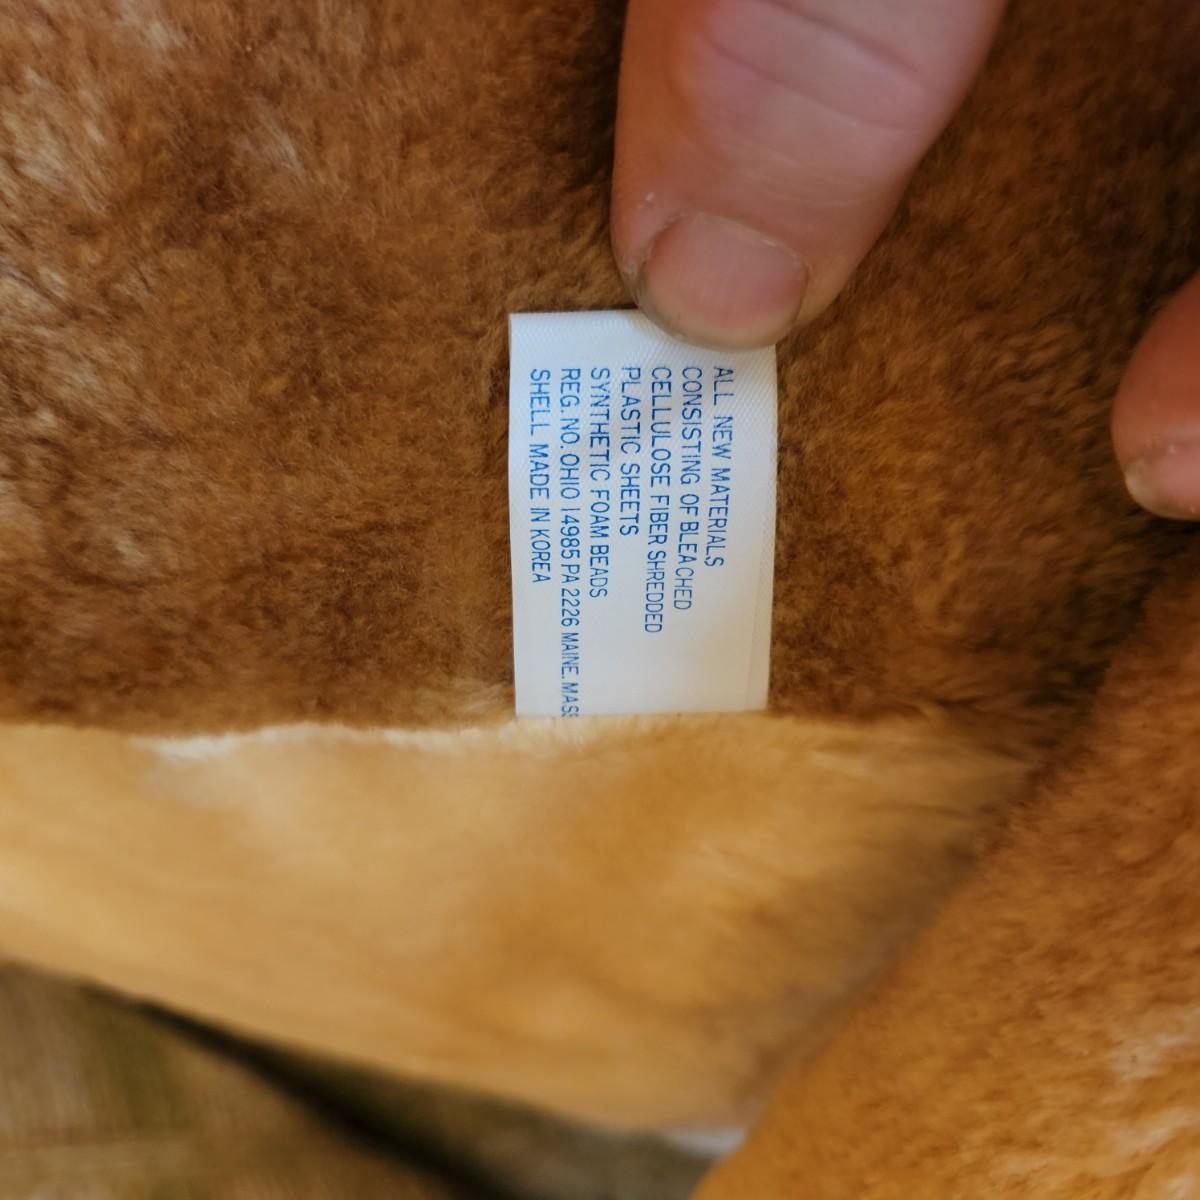 ALL NEW MATERIALS
CONSISTING OF BLEACHED
CELLULOSE FIBER SHREDDED
PLASTIC SHEETS
SYNTHETIC FOAM BEADS
REG. NO. OHIO 14985 PA 2226 MAINE. MASS
SHELL MADE IN KOREA